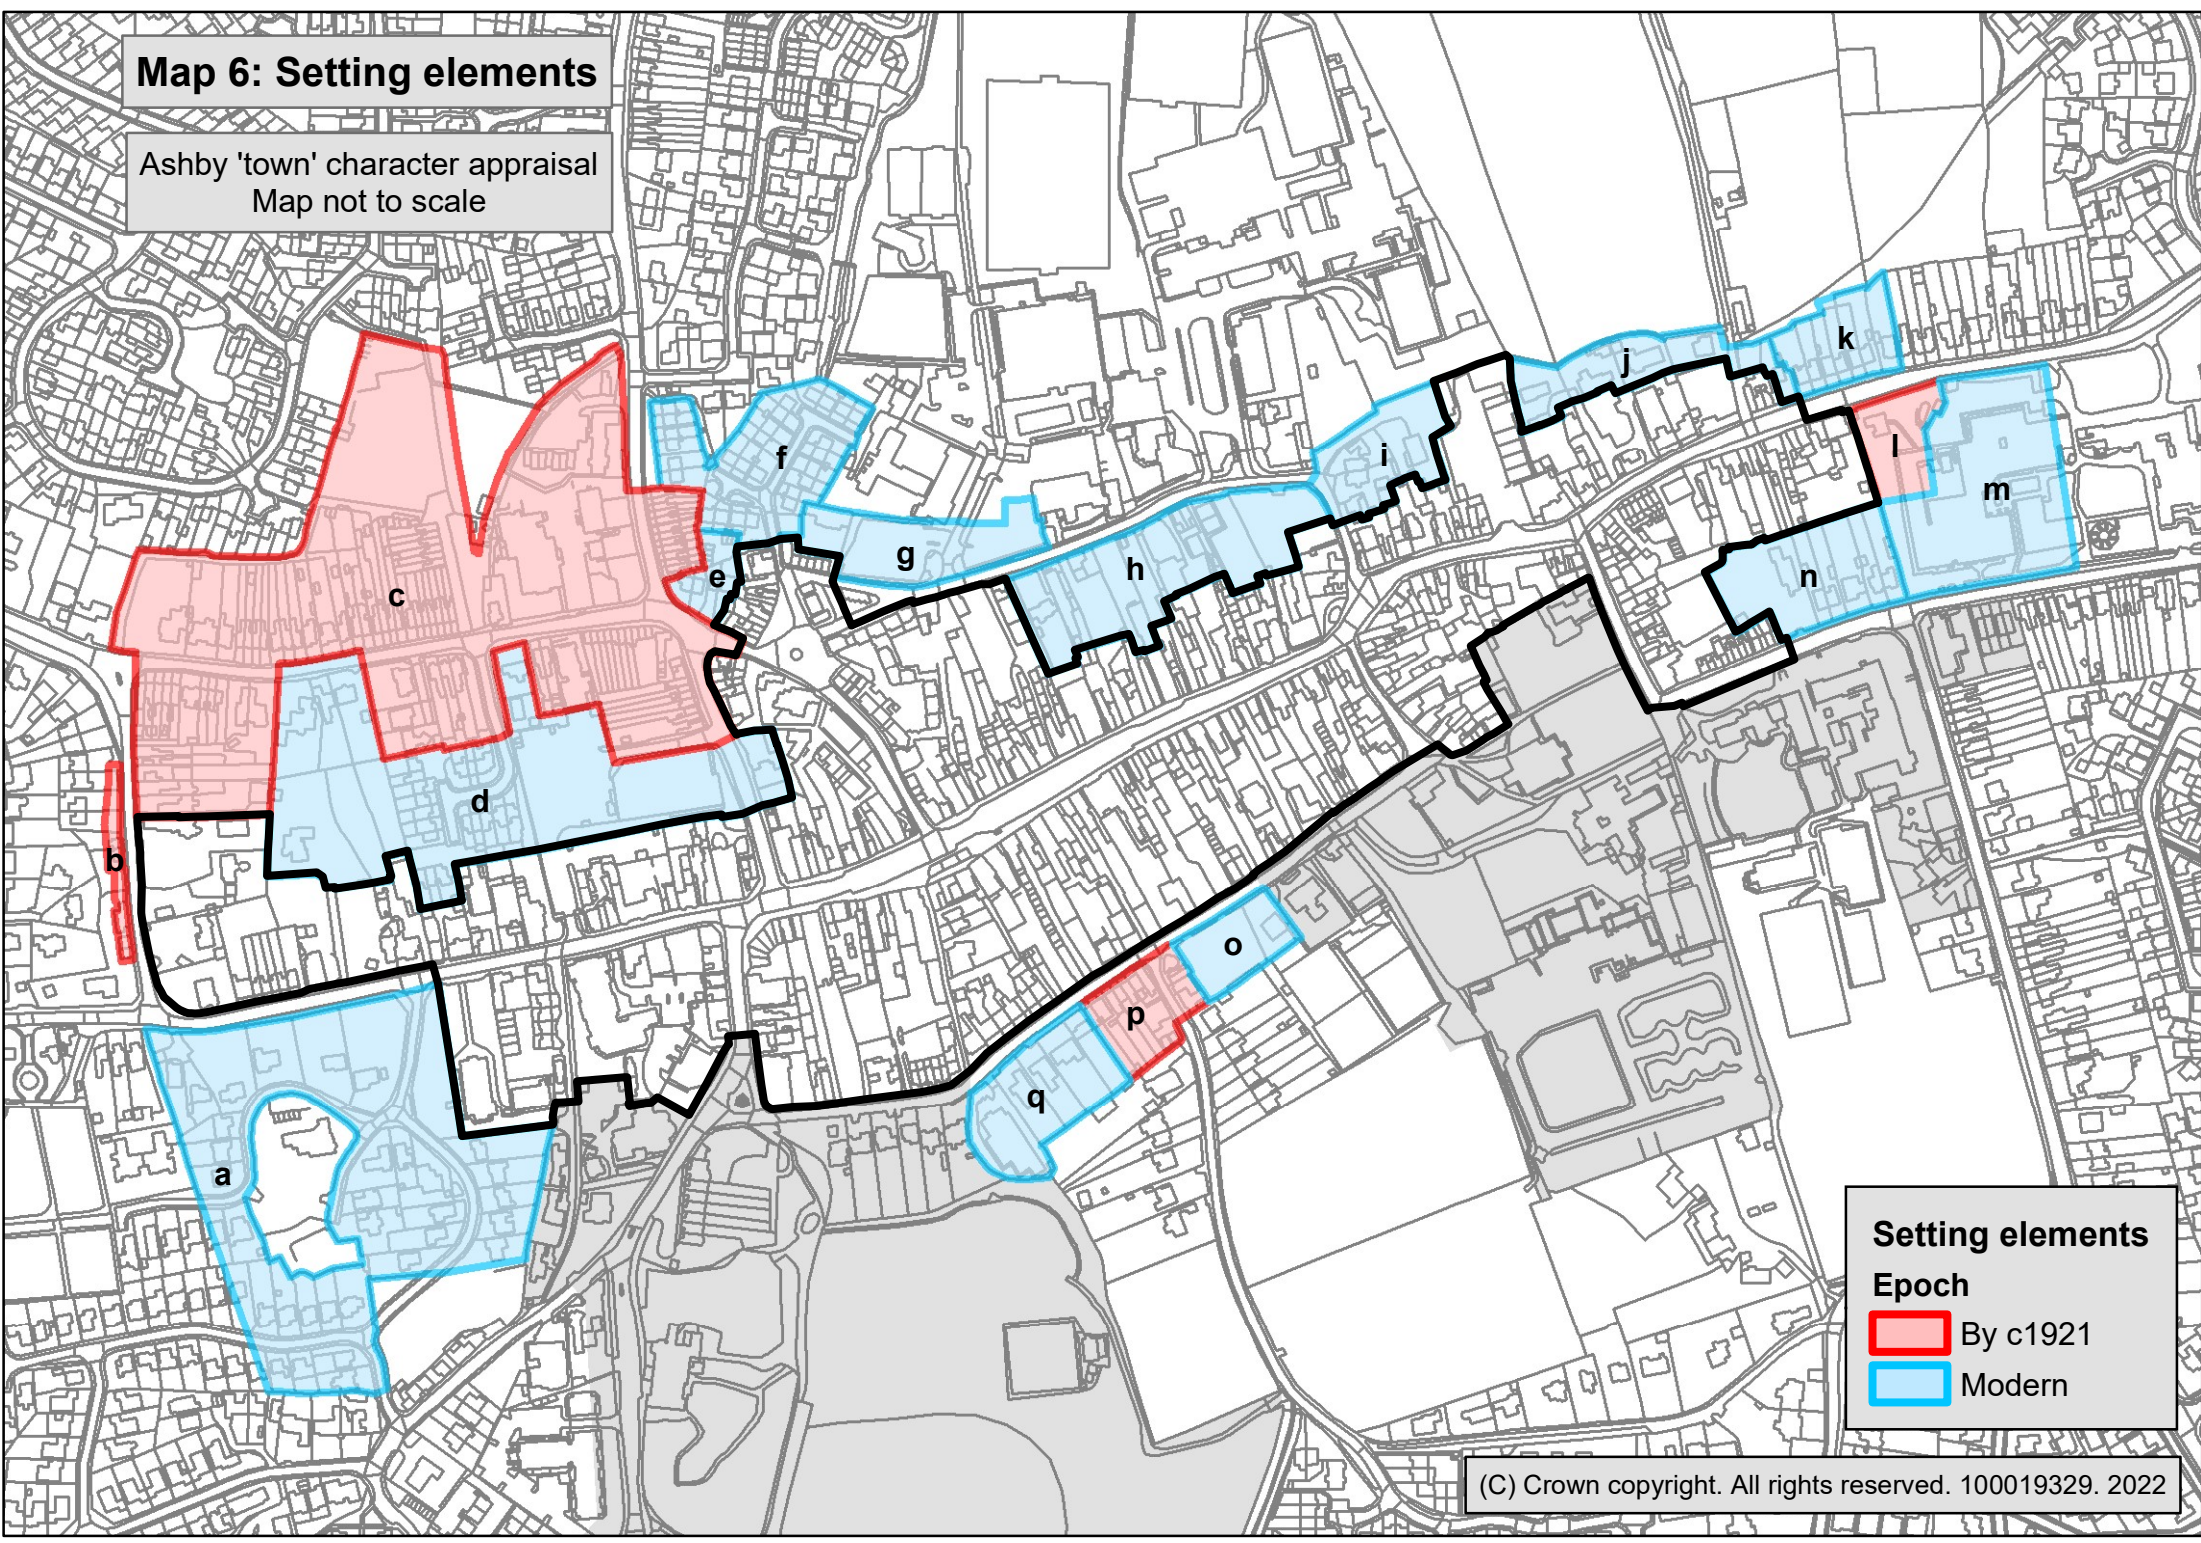 Map 6: Setting elements
Ashby 'town' character appraisal
Map not to scale
k
j
l
i
f
m
g
h
e
n
c
d
b
o
p
q
a
Setting elements
Epoch
By c1921
Modern
(C) Crown copyright. All rights reserved. 100019329. 2022